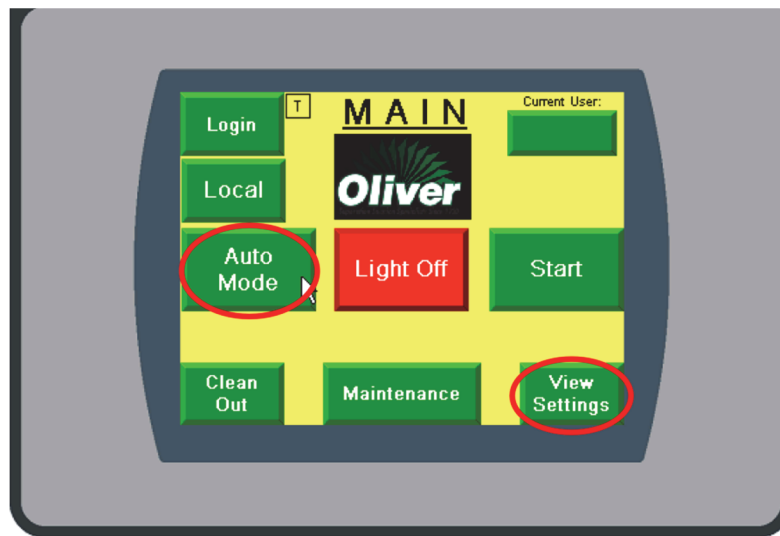 Login
T
MAIN
Current User:
Local
Oliver
Auto
Mode
Light Off
Start
Clean
Out
Maintenance
View
Settings